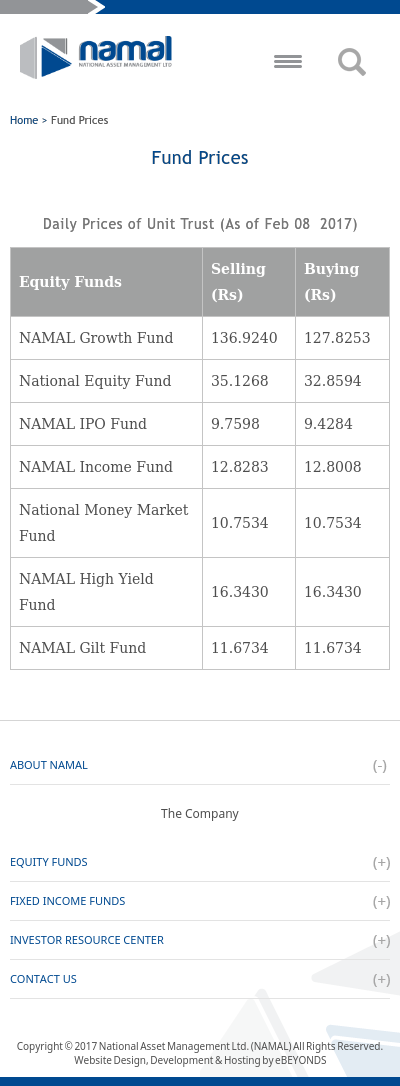 namal
NATIONAL ASSET MANAGEMENT LTD
Home > Fund Prices
Fund Prices
Daily Prices of Unit Trust (As of Feb 08 2017)
Equity Funds Selling (Rs) Buying (Rs)
NAMAL Growth Fund 136.9240 127.8253
National Equity Fund 35.1268 32.8594
NAMAL IPO Fund 9.7598 9.4284
NAMAL Income Fund 12.8283 12.8008
National Money Market
Fund 10.7534 10.7534
NAMAL High Yield
Fund 16.3430 16.3430
NAMAL Gilt Fund 11.6734 11.6734
ABOUT NAMAL (-)
The Company
EQUITY FUNDS (+)
FIXED INCOME FUNDS (+)
INVESTOR RESOURCE CENTER (+)
CONTACT US (+)
Copyright © 2017 National Asset Management Ltd. (NAMAL) All Rights Reserved.
Website Design, Development & Hosting by eBEYONDS